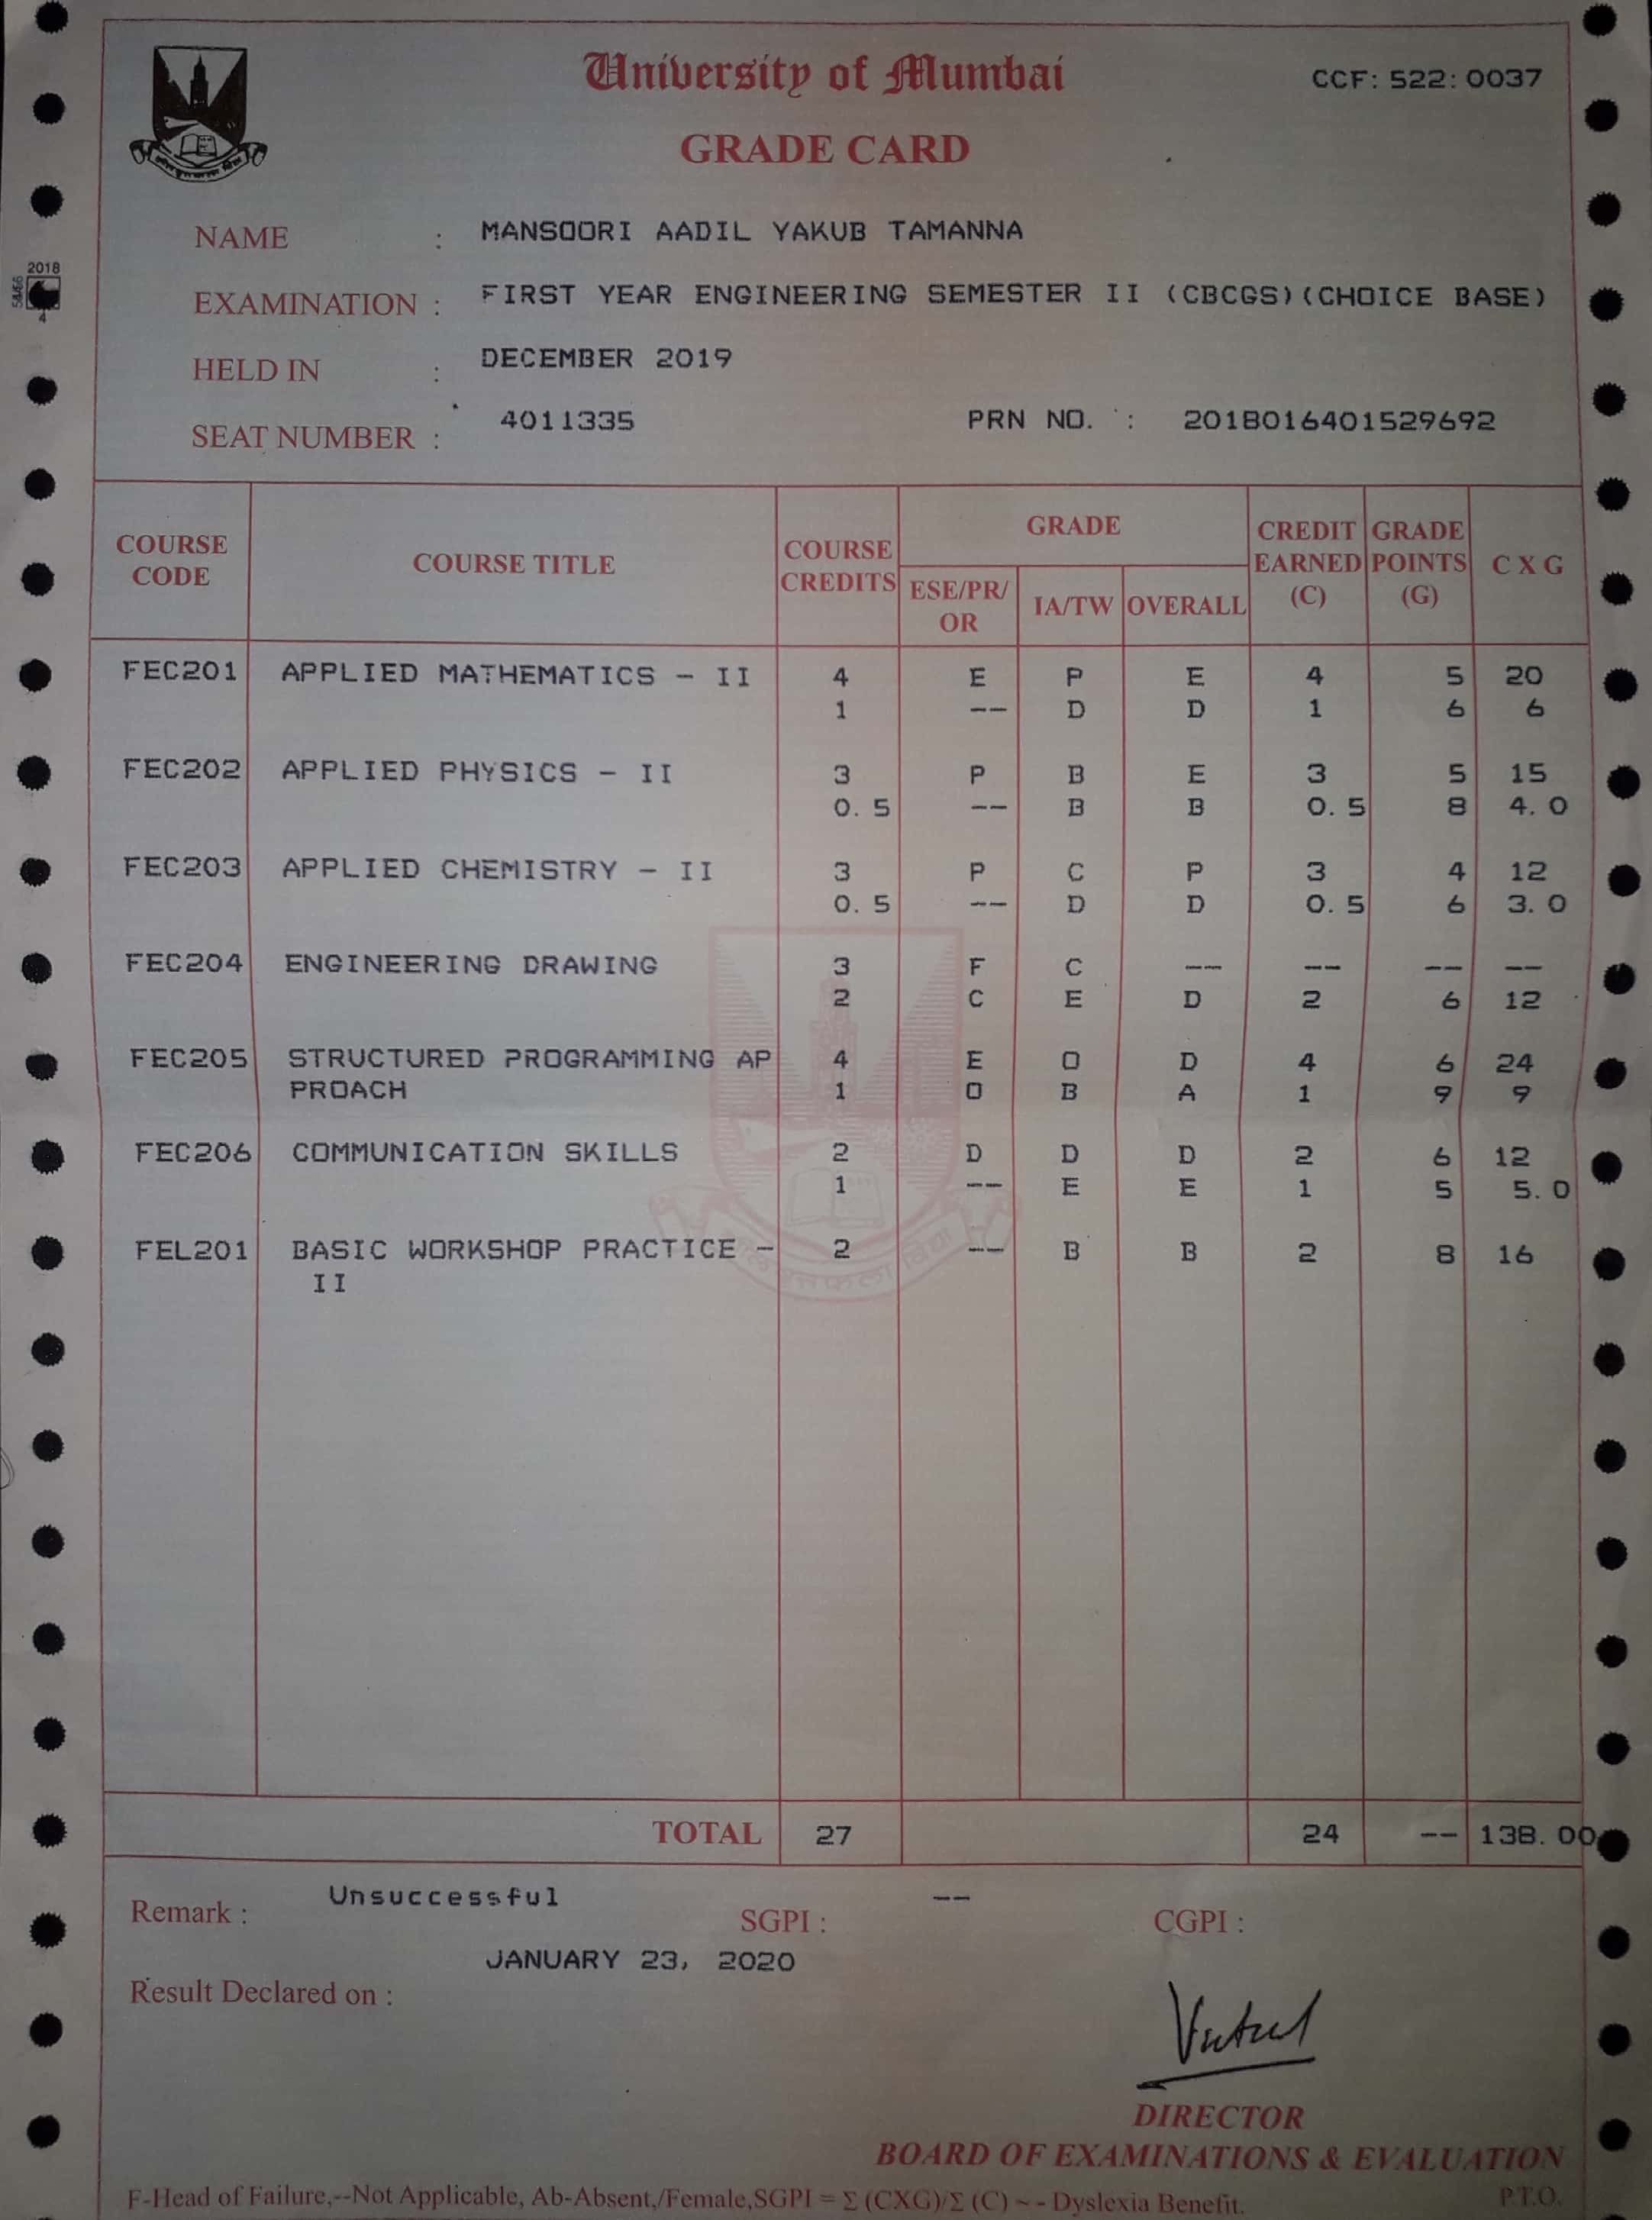 University of Mumbai
CCF: 522: 0037
GRADE CARD
NAME : MANSOORI AADIL YAKUB TAMANNA
2018
4
EXAMINATION : FIRST YEAR ENGINEERING SEMESTER II (CBCGS)(CHOICE BASE)
HELD IN : DECEMBER 2019
SEAT NUMBER : 4011335 PRN NO. : 2018016401529692
COURSE CODE COURSE TITLE COURSE CREDITS GRADE CREDIT EARNED (C) GRADE POINTS (G) C X G
ESE/PR/OR IA/TW OVERALL
FEC201 APPLIED MATHEMATICS - II 4 E P E 4 5 20
1 -- D D 1 6 6
FEC202 APPLIED PHYSICS - II 3 P B E 3 5 15
0.5 -- B B 0.5 8 4.0
FEC203 APPLIED CHEMISTRY - II 3 P C P 3 4 12
0.5 -- D D 0.5 6 3.0
FEC204 ENGINEERING DRAWING 3 F C -- -- -- --
2 C E D 2 6 12
FEC205 STRUCTURED PROGRAMMING AP 4 E O D 4 6 24
PROACH 1 O B A 1 9 9
FEC206 COMMUNICATION SKILLS 2 D D D 2 6 12
1 -- E E 1 5 5.0
FEL201 BASIC WORKSHOP PRACTICE - 2 -- B B 2 8 16
II
TOTAL 27 24 -- 138.00
Remark : Unsuccessful SGPI : -- CGPI :
JANUARY 23, 2020
Result Declared on :
DIRECTOR
BOARD OF EXAMINATIONS & EVALUATION
F-Head of Failure,--Not Applicable, Ab-Absent,/Female,SGPI = Σ (CXG)/Σ (C) ~ - Dyslexia Benefit.
P.T.O.